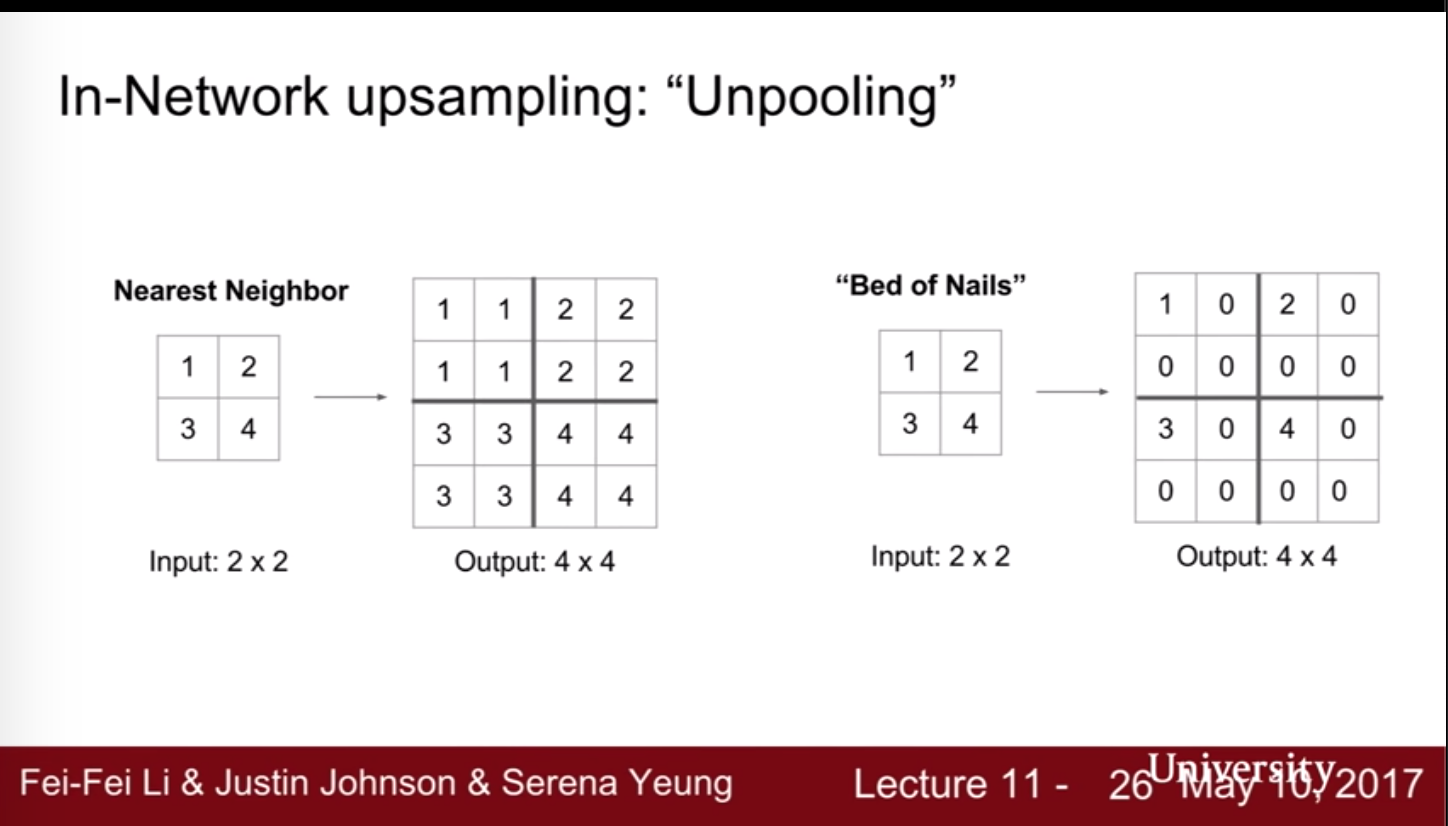 In-Network upsampling: “Unpooling”
Nearest Neighbor
1 2
3 4
Input: 2 x 2
1 1 2 2
1 1 2 2
3 3 4 4
3 3 4 4
Output: 4 x 4
“Bed of Nails”
1 2
3 4
Input: 2 x 2
1 0 2 0
0 0 0 0
3 0 4 0
0 0 0 0
Output: 4 x 4
Fei-Fei Li & Justin Johnson & Serena Yeung
Lecture 11 - 26
University
May 10, 2017